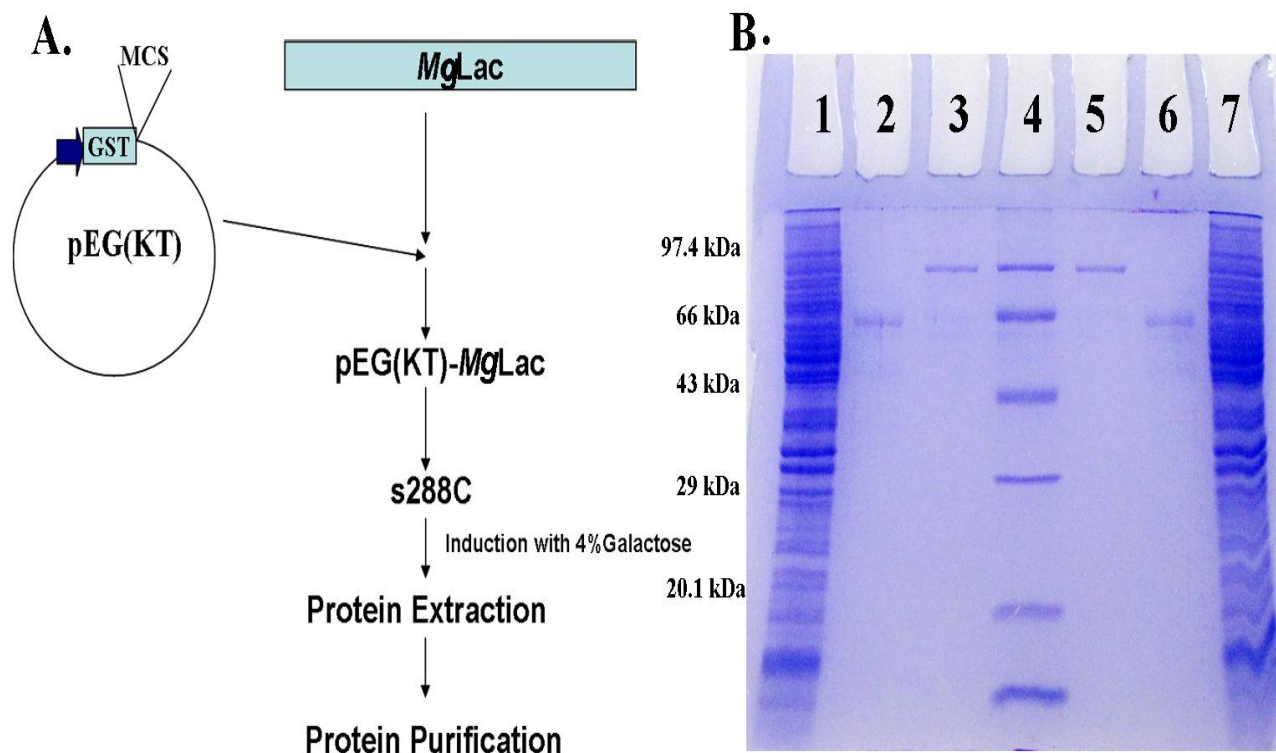 A.
MCS
GST
pEG(KT)
MgLac
pEG(KT)-MgLac
s288C
Induction with 4%Galactose
Protein Extraction
Protein Purification
B.
1 2 3 4 5 6 7
97.4 kDa
66 kDa
43 kDa
29 kDa
20.1 kDa